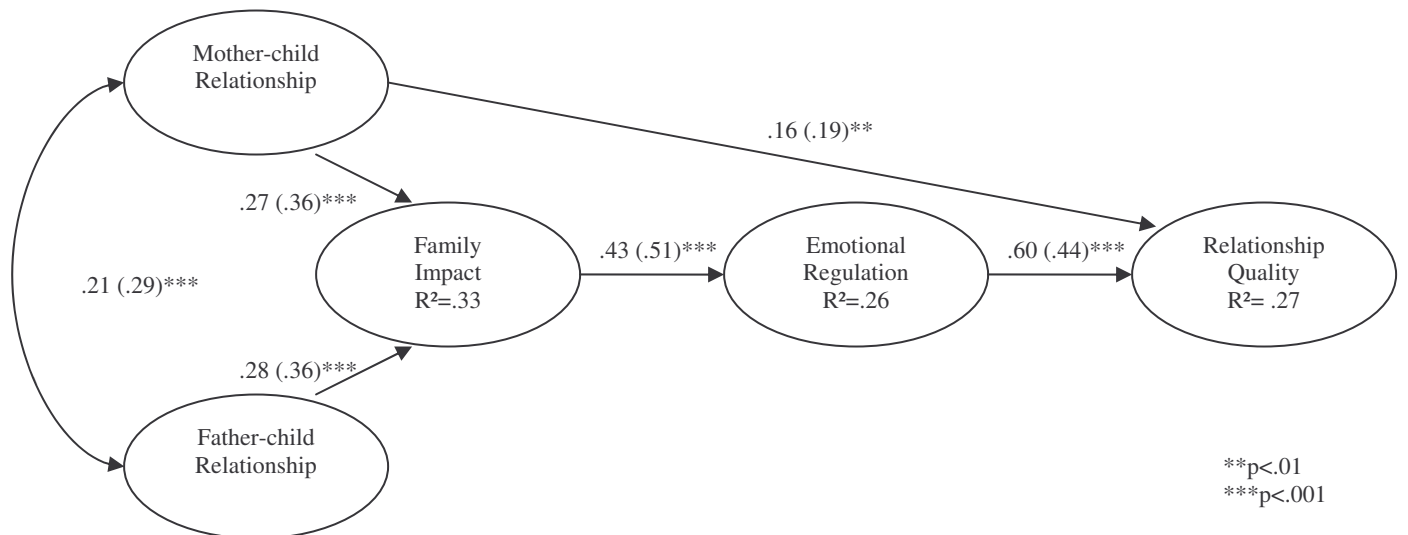 Mother-child
Relationship
.16 (.19)**
.27 (.36)***
Family
Impact
R²=.33
.43 (.51)***
Emotional
Regulation
R²=.26
.60 (.44)***
Relationship
Quality
R²= .27
.21 (.29)***
.28 (.36)***
Father-child
Relationship
**p<.01
***p<.001